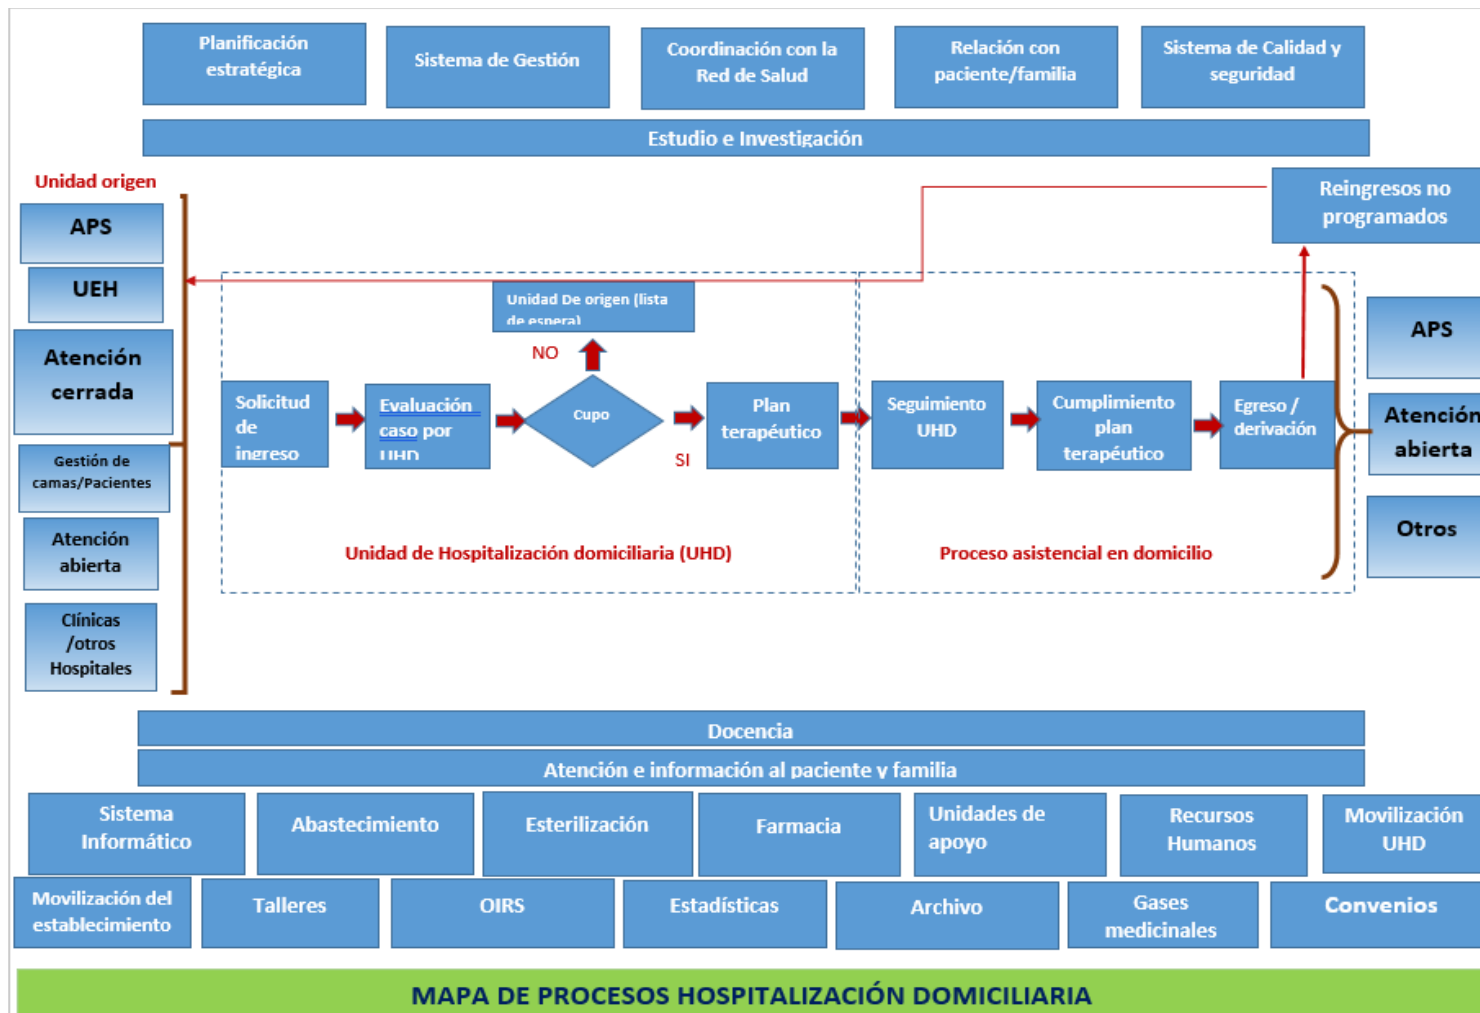 Planificación
estratégica
Sistema de Gestión
Coordinación con la
Red de Salud
Relación con
paciente/familia
Sistema de Calidad y
seguridad
Estudio e Investigación
Unidad origen
Reingresos no
programados
APS
UEH
Atención
cerrada
Gestión de
camas/Pacientes
Atención
abierta
Clínicas
/otros
Hospitales
Unidad De origen (lista
de espera)
NO
Solicitud
de
ingreso
Evaluación
caso por
UHD
Cupo
SI
Plan
terapéutico
Seguimiento
UHD
Cumplimiento
plan
terapéutico
Egreso /
derivación
APS
Atención
abierta
Otros
Unidad de Hospitalización domiciliaria (UHD)
Proceso asistencial en domicilio
Docencia
Atención e información al paciente y familia
Sistema
Informático
Abastecimiento
Esterilización
Farmacia
Unidades de
apoyo
Recursos
Humanos
Movilización
UHD
Movilización del
establecimiento
Talleres
OIRS
Estadísticas
Archivo
Gases
medicinales
Convenios
MAPA DE PROCESOS HOSPITALIZACIÓN DOMICILIARIA